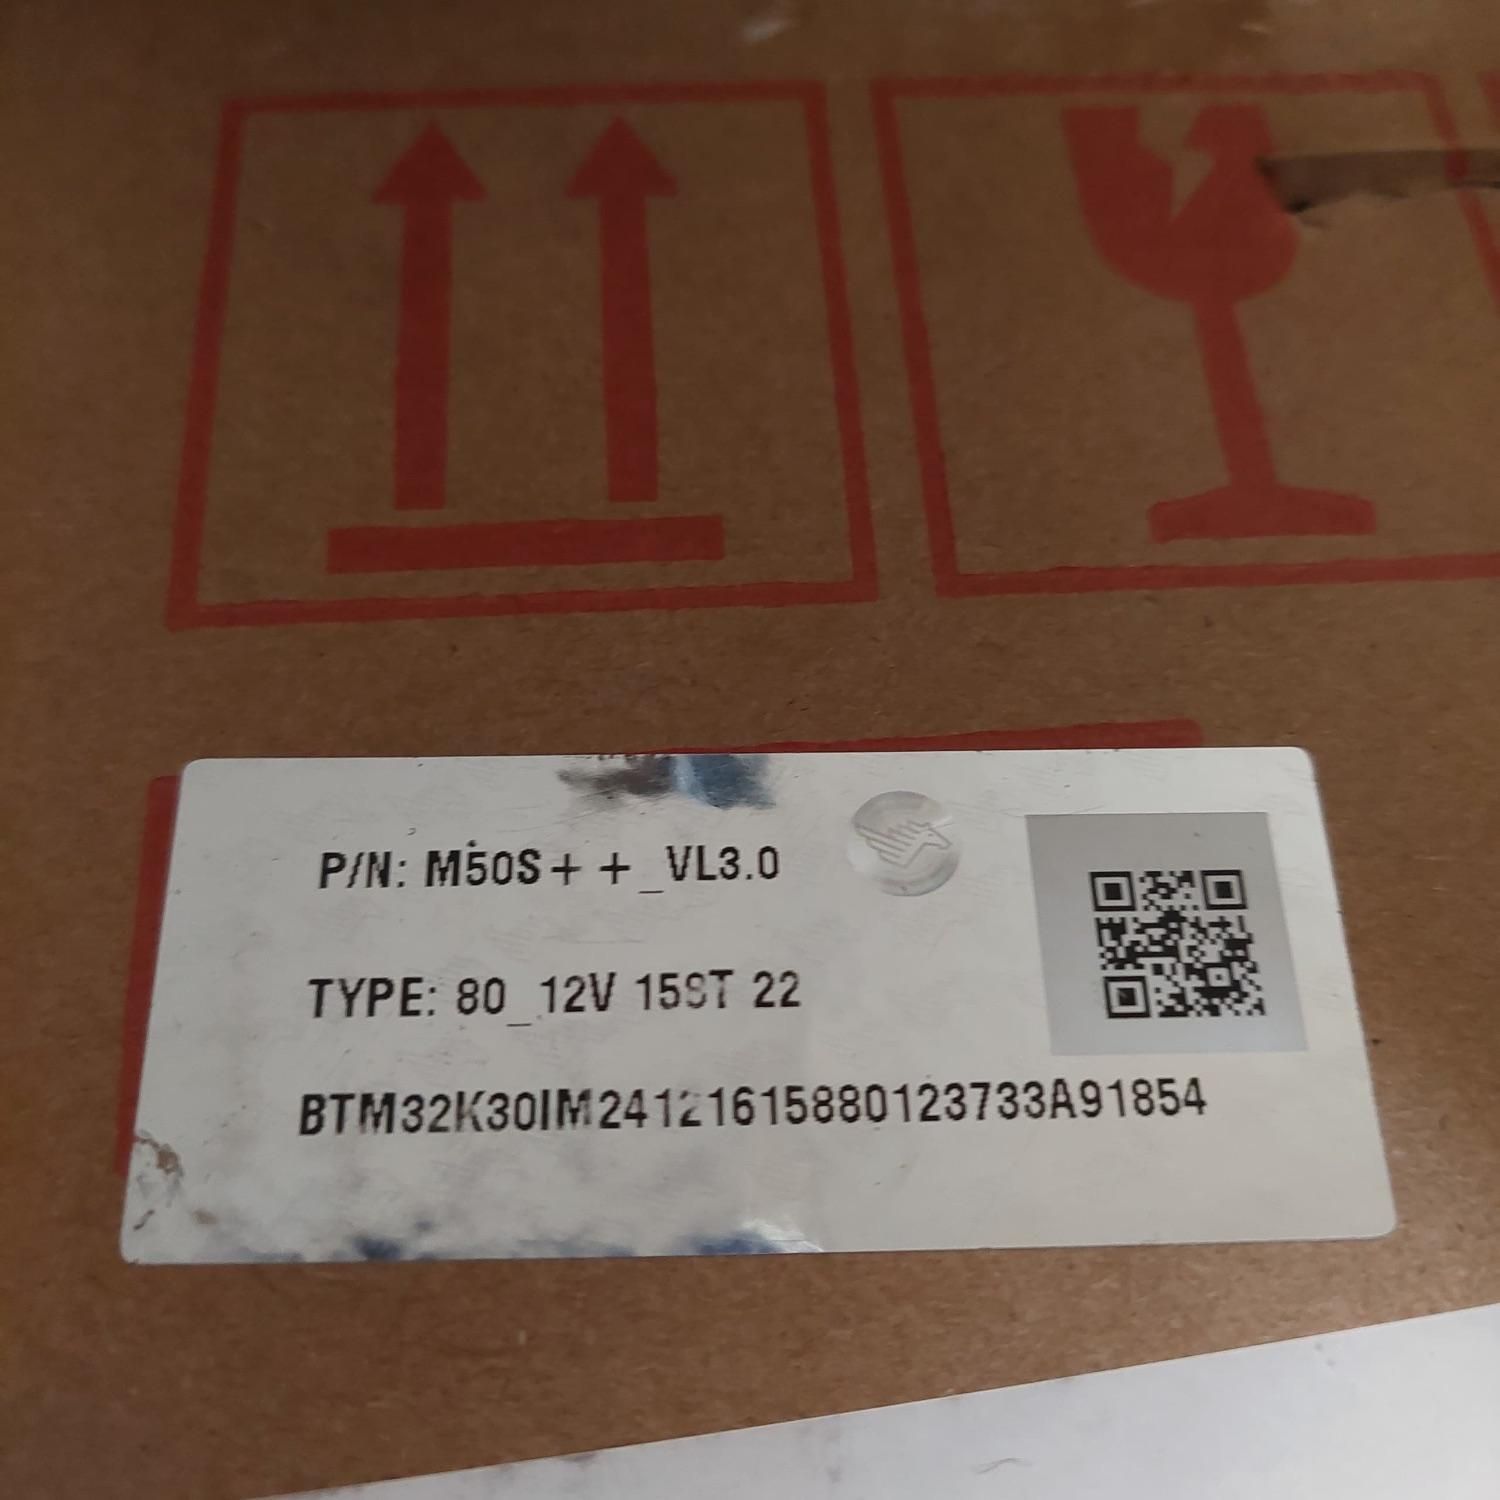 P/N: M50S++_VL3.0
TYPE: 80_12V 15ST 22
BTM32K30IM24121615880123733A91854